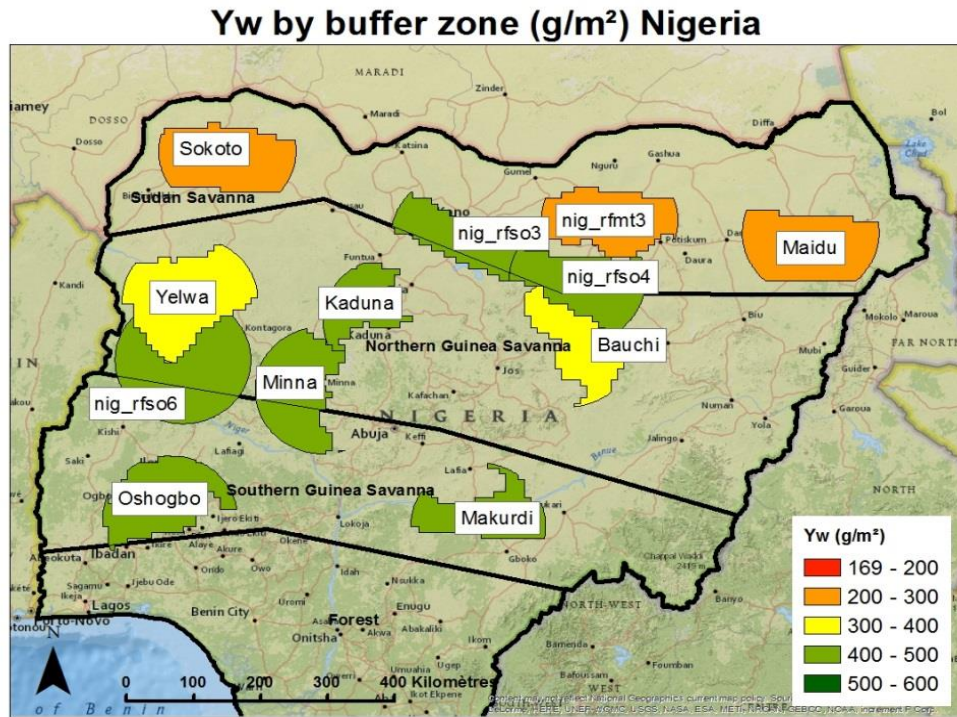 Yw by buffer zone (g/m²) Nigeria
MARADI
Zinder
DOSSO
Maradi
Diffa
Bol
Dosso
Katsina
Nguru
Gashua
Lake
Chad
Sokoto
Gumel
Sudan Savanna
nig_rfso3
nig_rfmt3
Potiskum
Maidu
Daura
Funtua
nig_rfso4
Kandi
Yelwa
Kaduna
Biu
Mokolo
Maroua
Kontagora
Kaduna
Northern Guinea Savanna
Bauchi
Mubi
FAR NORTH
Minna
Minna
Jos
Guider
nig_rfso6
Kafachan
Numan
Yola
Garoua
NIGERIA
Kishi
Niger
Abuja
Keffi
Jalingo
Saki
Lafiagi
Benue
Lafia
NORTH
Oshogbo
Southern Guinea Savanna
Makurdi
Ijero Ekiti
Lokoja
Ibadan
Akure
Okene
Gboko
Chappal Waddi
Abeokuta
Owo
Idah
Sagamu
Ijebu Ode
Ondo
Nsukka
Banyo
Ikeja
Lagos
Uromi
Enugu
NORTH-WEST
Porto-Novo
Benin City
Forest
Abakaliki
Bamenda
Onitsha
Akwa
Ikom
Foumban
Bafoussam
Ugep
Umuahia
WEST
Ikot Ekpene
N
0 100 200 300 400 Kilomètres
of Benin
Yw (g/m²)
169 - 200
200 - 300
300 - 400
400 - 500
500 - 600